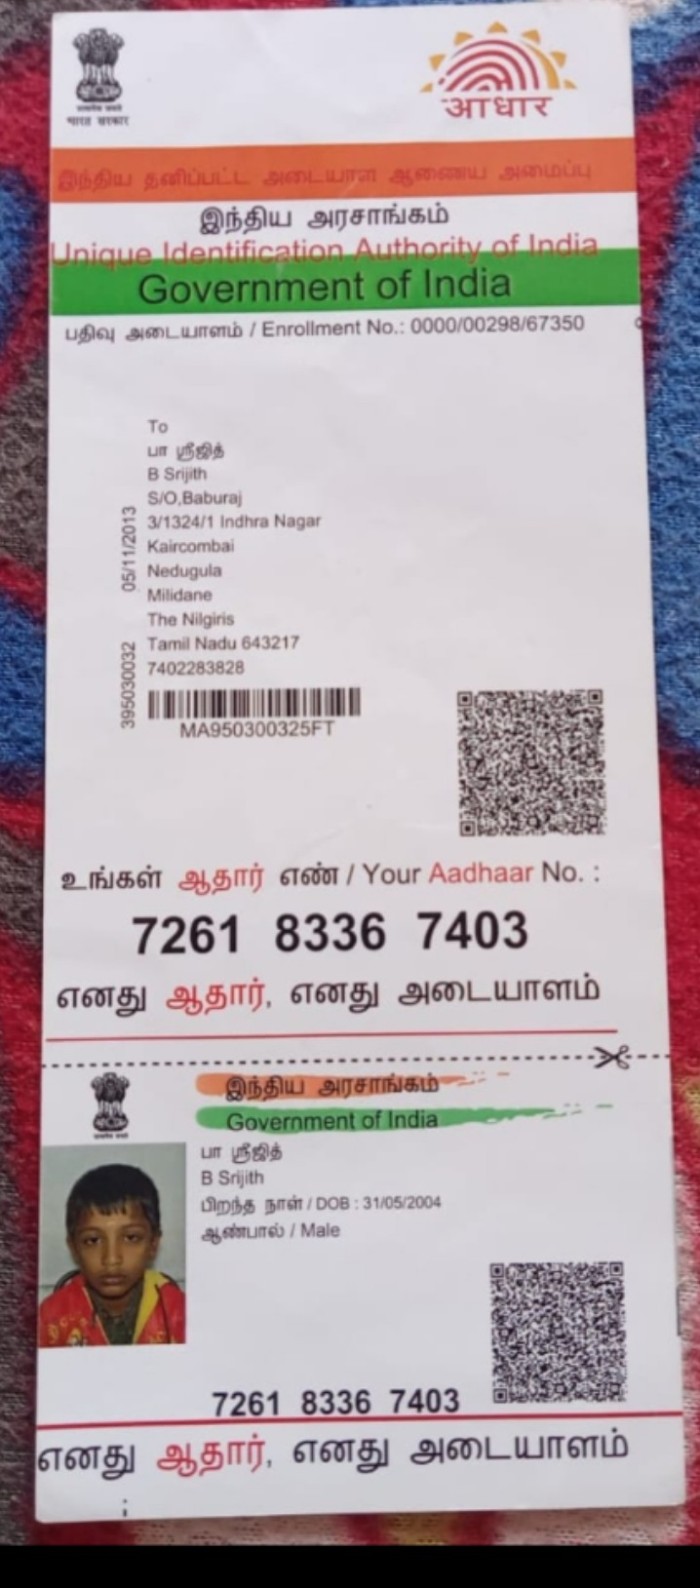 भारत सरकार
आधार
இந்திய தனிப்பட்ட அடையாள ஆணைய அமைப்பு
இந்திய அரசாங்கம்
Unique Identification Authority of India
Government of India
பதிவு அடையாளம் / Enrollment No.: 0000/00298/67350
To
பா ஸ்ரீஜித்
B Srijith
S/O,Baburaj
3/1324/1 Indhra Nagar
Kaircombai
Nedugula
Milidane
The Nilgiris
Tamil Nadu 643217
7402283828
05/11/2013
395030032
MA950300325FT
உங்கள் ஆதார் எண் / Your Aadhaar No. :
7261 8336 7403
எனது ஆதார், எனது அடையாளம்
இந்திய அரசாங்கம்
Government of India
பா ஸ்ரீஜித்
B Srijith
பிறந்த நாள் / DOB : 31/05/2004
ஆண்பால் / Male
7261 8336 7403
எனது ஆதார், எனது அடையாளம்